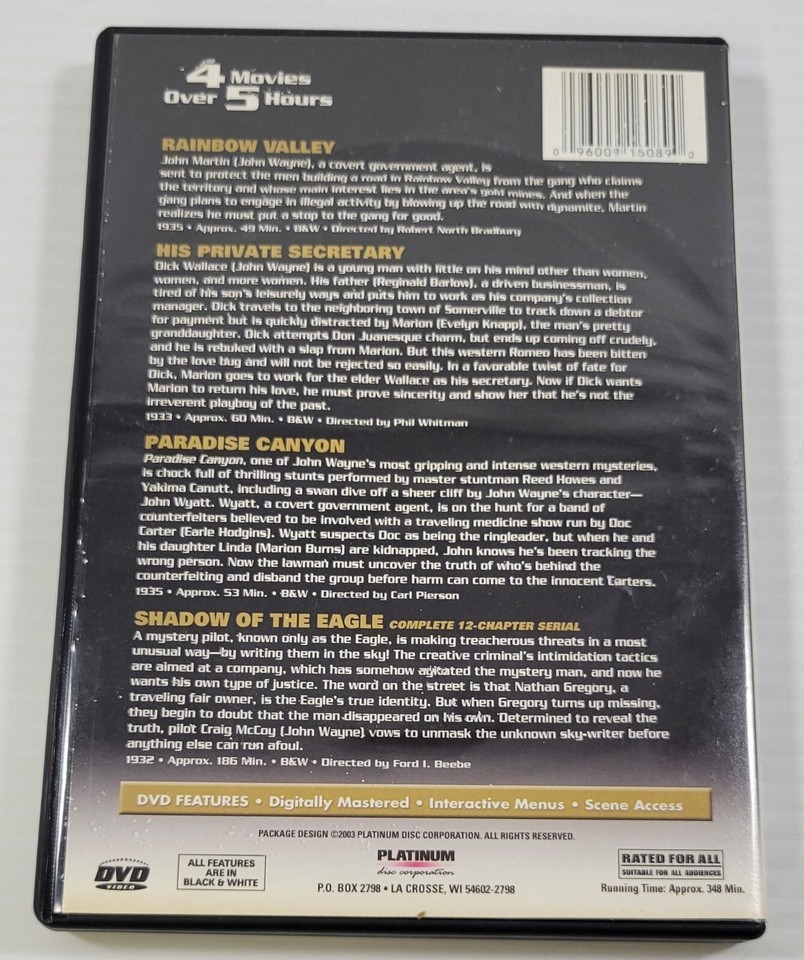 4 Movies
Over 5 Hours
0 96009 15089 0
RAINBOW VALLEY
John Martin (John Wayne), a covert government agent, is
sent to protect the men building a road in Rainbow Valley from the gang who claims
the territory and whose main interest lies in the area's gold mines. And when the
gang plans to engage in illegal activity by blowing up the road with dynamite, Martin
realizes he must put a stop to the gang for good.
1935 • Approx. 49 Min. • B&W • Directed by Robert North Bradbury
HIS PRIVATE SECRETARY
Dick Wallace (John Wayne) is a young man with little on his mind other than women,
women, and more women. His father (Reginald Barlow), a driven businessman, is
tired of his son's leisurely ways and puts him to work as his company's collection
manager. Dick travels to the neighboring town of Somerville to track down a debtor
for payment but is quickly distracted by Marion (Evelyn Knapp), the man's pretty
granddaughter. Dick attempts Don Juanesque charm, but ends up coming off crudely,
and he is rebuked with a slap from Marion. But this western Romeo has been bitten
by the love bug and will not be rejected so easily. In a favorable twist of fate for
Dick, Marion goes to work for the elder Wallace as his secretary. Now if Dick wants
Marion to return his love, he must prove sincerity and show her that he's not the
irreverent playboy of the past.
1933 • Approx. 60 Min. • B&W • Directed by Phil Whitman
PARADISE CANYON
Paradise Canyon, one of John Wayne's most gripping and intense western mysteries,
is chock full of thrilling stunts performed by master stuntman Reed Howes and
Yakima Canutt, including a swan dive off a sheer cliff by John Wayne's character—
John Wyatt. Wyatt, a covert government agent, is on the hunt for a band of
counterfeiters believed to be involved with a traveling medicine show run by Doc
Carter (Earle Hodgins). Wyatt suspects Doc as being the ringleader, but when he and
his daughter Linda (Marion Burns) are kidnapped, John knows he's been tracking the
wrong person. Now the lawman must uncover the truth of who's behind the
counterfeiting and disband the group before harm can come to the innocent Carters.
1935 • Approx. 53 Min. • B&W • Directed by Carl Pierson
SHADOW OF THE EAGLE COMPLETE 12-CHAPTER SERIAL
A mystery pilot, known only as the Eagle, is making treacherous threats in a most
unusual way—by writing them in the sky! The creative criminal's intimidation tactics
are aimed at a company, which has somehow agitated the mystery man, and now he
wants his own type of justice. The word on the street is that Nathan Gregory, a
traveling fair owner, is the Eagle's true identity. But when Gregory turns up missing,
they begin to doubt that the man disappeared on his own. Determined to reveal the
truth, pilot Craig McCoy (John Wayne) vows to unmask the unknown sky-writer before
anything else can run afoul.
1932 • Approx. 186 Min. • B&W • Directed by Ford I. Beebe
DVD FEATURES • Digitally Mastered • Interactive Menus • Scene Access
PACKAGE DESIGN ©2003 PLATINUM DISC CORPORATION. ALL RIGHTS RESERVED.
DVD
VIDEO
ALL FEATURES
ARE IN
BLACK & WHITE
PLATINUM
disc corporation
P.O. BOX 2798 • LA CROSSE, WI 54602-2798
RATED FOR ALL
SUITABLE FOR ALL AUDIENCES
Running Time: Approx. 348 Min.